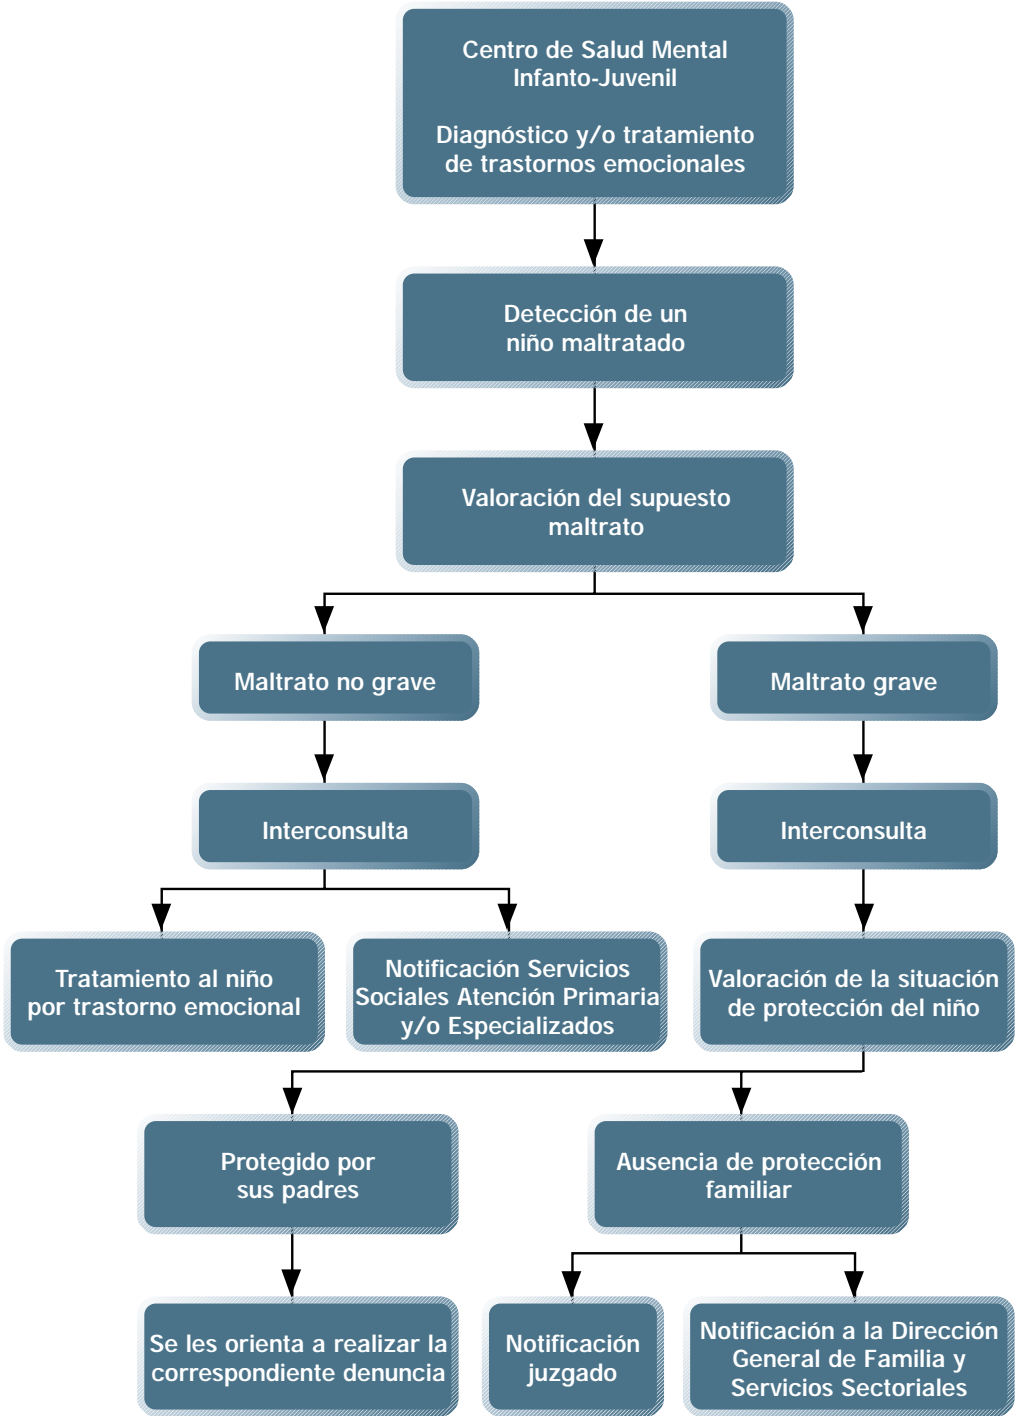 Centro de Salud Mental
Infanto-Juvenil
Diagnóstico y/o tratamiento
de trastornos emocionales
Detección de un
niño maltratado
Valoración del supuesto
maltrato
Maltrato no grave
Maltrato grave
Interconsulta
Interconsulta
Tratamiento al niño
por trastorno emocional
Notificación Servicios
Sociales Atención Primaria
y/o Especializados
Valoración de la situación
de protección del niño
Protegido por
sus padres
Ausencia de protección
familiar
Se les orienta a realizar la
correspondiente denuncia
Notificación
juzgado
Notificación a la Dirección
General de Familia y
Servicios Sectoriales